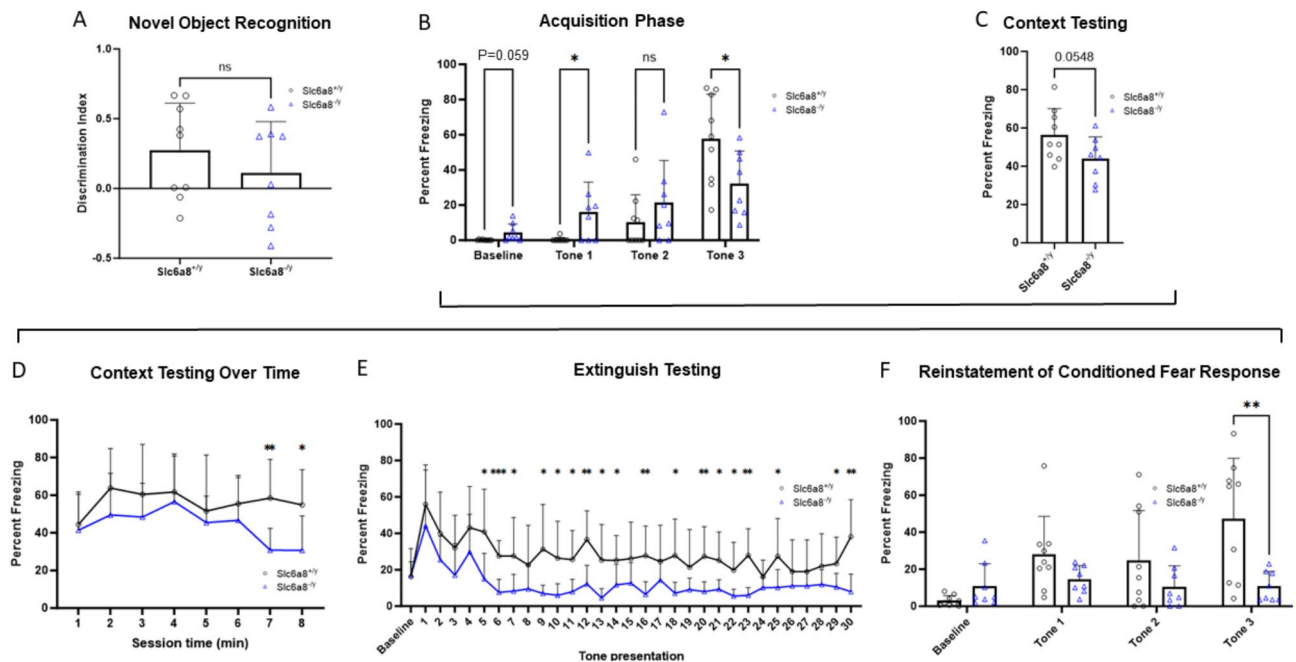 A
Novel Object Recognition
1.0
0.5
0.0
-0.5
Discrimination Index
ns
Slc6a8+/y
Slc6a8-/y
Slc6a8+/y
Slc6a8-/y
B
Acquisition Phase
100
80
60
40
20
0
Percent Freezing
P=0.059
*
ns
*
Slc6a8+/y
Slc6a8-/y
Baseline
Tone 1
Tone 2
Tone 3
C
Context Testing
100
80
60
40
20
0
Percent Freezing
0.0548
Slc6a8+/y
Slc6a8-/y
Slc6a8+/y
Slc6a8-/y
D
Context Testing Over Time
100
80
60
40
20
0
Percent Freezing
**
*
Slc6a8+/y
Slc6a8-/y
1 2 3 4 5 6 7 8
Session time (min)
E
Extinguish Testing
100
80
60
40
20
0
Percent Freezing
* *** * * * ** * * ** * ** * * ** * * **
Slc6a8+/y
Slc6a8-/y
Baseline 1 2 3 4 5 6 7 8 9 10 11 12 13 14 15 16 17 18 19 20 21 22 23 24 25 26 27 28 29 30
Tone presentation
F
Reinstatement of Conditioned Fear Response
100
80
60
40
20
0
Percent Freezing
**
Slc6a8+/y
Slc6a8-/y
Baseline
Tone 1
Tone 2
Tone 3